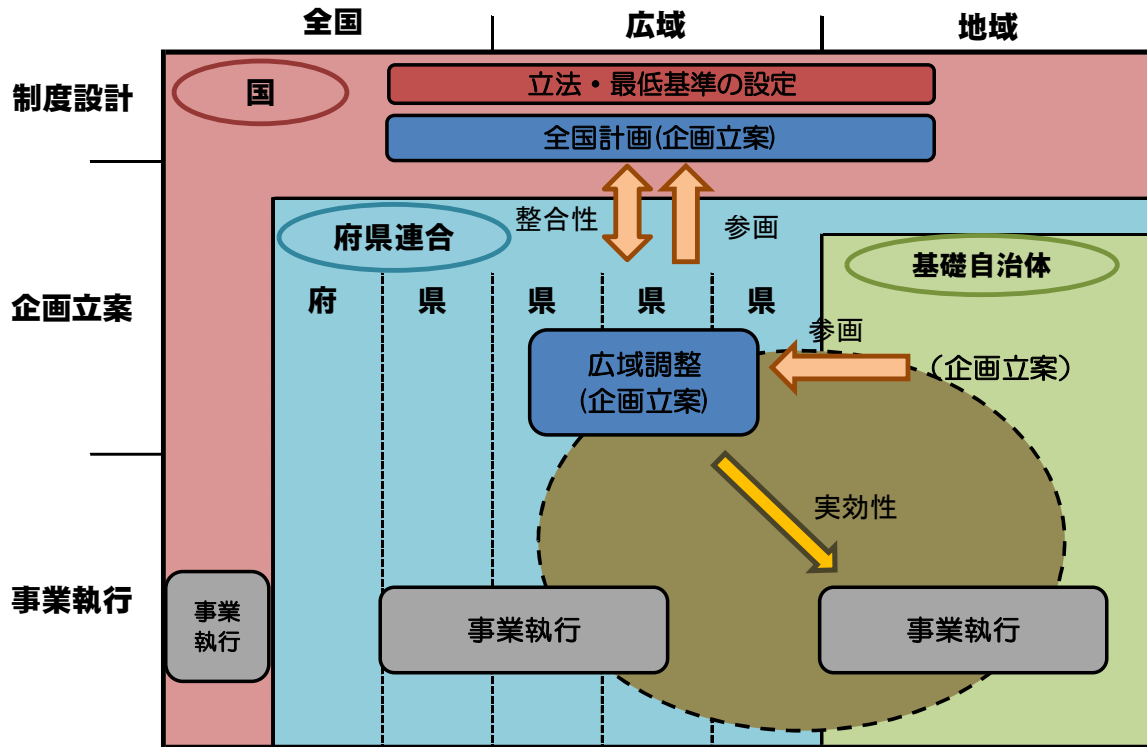 全国
広域
地域
制度設計
国
立法・最低基準の設定
全国計画(企画立案)
整合性
参画
府県連合
基礎自治体
企画立案
府
県
県
県
県
参画
広域調整
(企画立案)
（企画立案）
実効性
事業執行
事業
執行
事業執行
事業執行